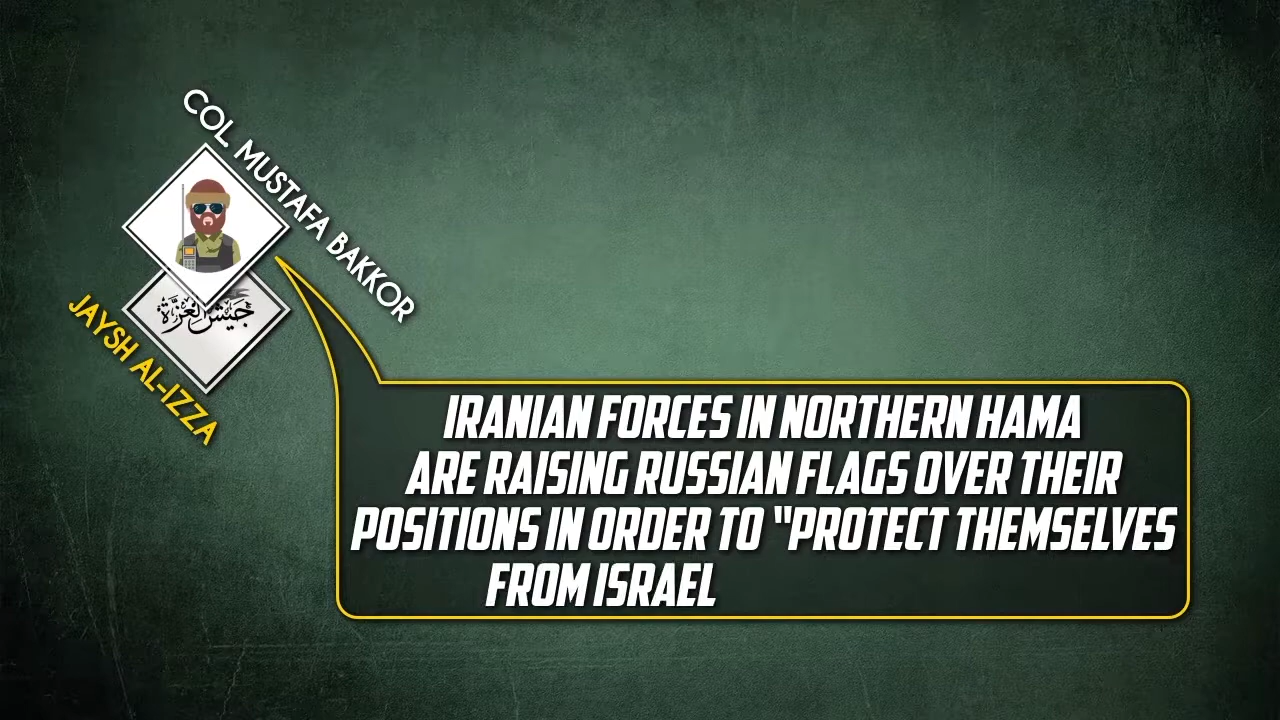 COL MUSTAFA BAKKOR
جيش العزة
JAYSH AL-IZZA
IRANIAN FORCES IN NORTHERN HAMA
ARE RAISING RUSSIAN FLAGS OVER THEIR
POSITIONS IN ORDER TO “PROTECT THEMSELVES
FROM ISRAEL